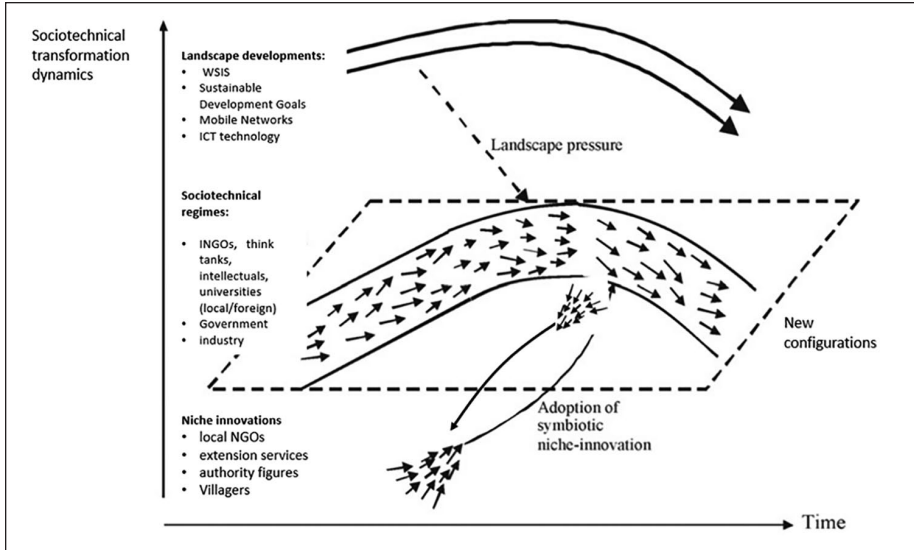 Sociotechnical
transformation
dynamics
Landscape developments:
• WSIS
• Sustainable
Development Goals
• Mobile Networks
• ICT technology
Landscape pressure
Sociotechnical
regimes:
• INGOs, think
tanks,
intellectuals,
universities
(local/foreign)
• Government
• industry
New
configurations
Niche innovations
• local NGOs
• extension services
• authority figures
• Villagers
Adoption of
symbiotic
niche-innovation
Time